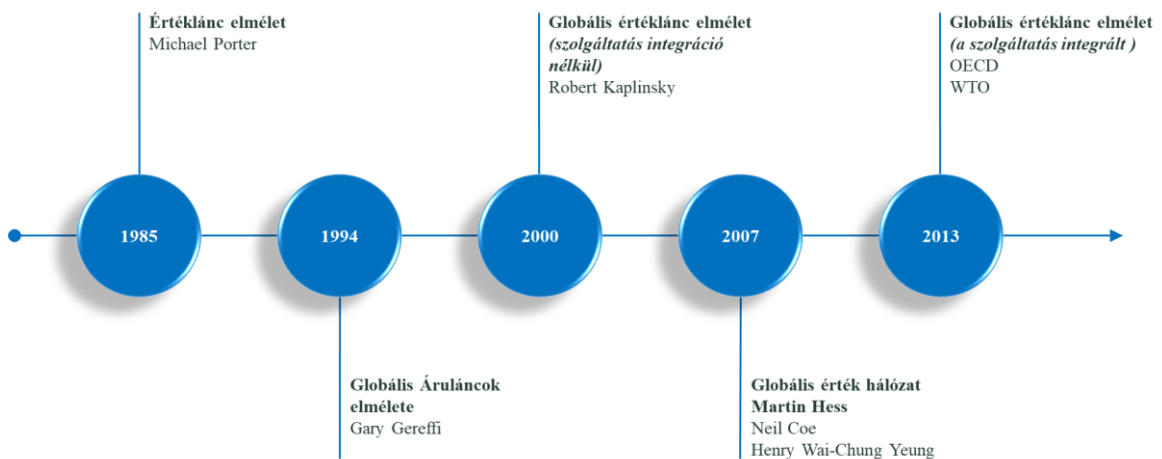 Értéklánc elmélet
Michael Porter
Globális értéklánc elmélet
(szolgáltatás integráció
nélkül)
Robert Kaplinsky
Globális értéklánc elmélet
(a szolgáltatás integrált )
OECD
WTO
1985
1994
2000
2007
2013
Globális Áruláncok
elmélete
Gary Gereffi
Globális érték hálózat
Martin Hess
Neil Coe
Henry Wai-Chung Yeung